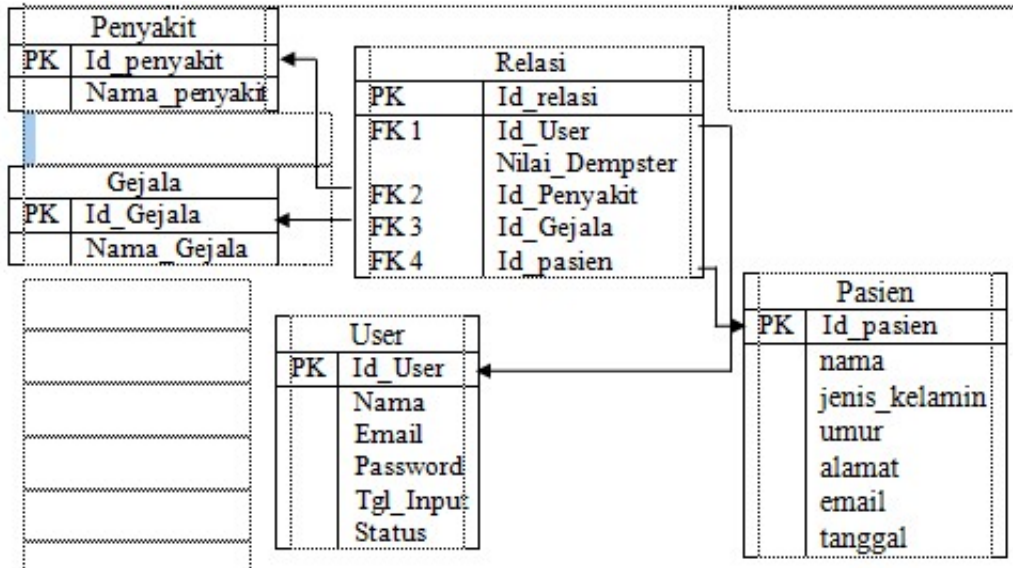 Penyakit
PK Id_penyakit
Nama_penyakit
Relasi
PK Id_relasi
FK 1 Id_User
Nilai_Dempster
FK 2 Id_Penyakit
FK 3 Id_Gejala
FK 4 Id_pasien
Gejala
PK Id_Gejala
Nama_Gejala
User
PK Id_User
Nama
Email
Password
Tgl_Input
Status
Pasien
PK Id_pasien
nama
jenis_kelamin
umur
alamat
email
tanggal